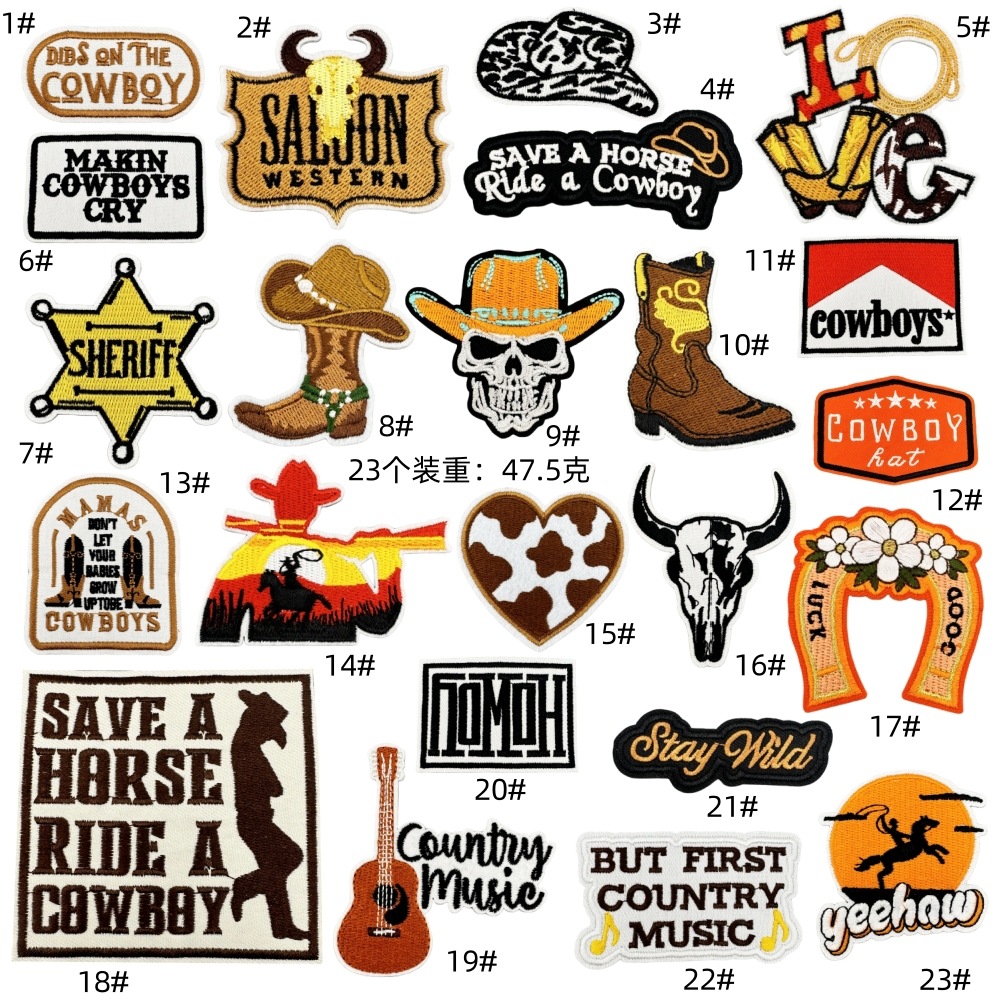 1#
DIBS ON THE
COWBOY
2#
SALOON
WESTERN
3#
4#
SAVE A HORSE
Ride a Cowboy
5#
LOVE
MAKIN
COWBOYS
CRY
6#
SHERIFF
7#
8#
9#
10#
11#
cowboys
COWBOY
hat
12#
23个装重：47.5克
13#
MAMAS
DON'T
LET
YOUR
BABIES
GROW
UP TO BE
COWBOYS
14#
15#
16#
LUCK
GOOD
17#
SAVE A
HORSE
RIDE A
COWBOY
18#
Country
Music
19#
HOWDY
20#
Stay Wild
21#
BUT FIRST
COUNTRY
MUSIC
22#
yeehaw
23#